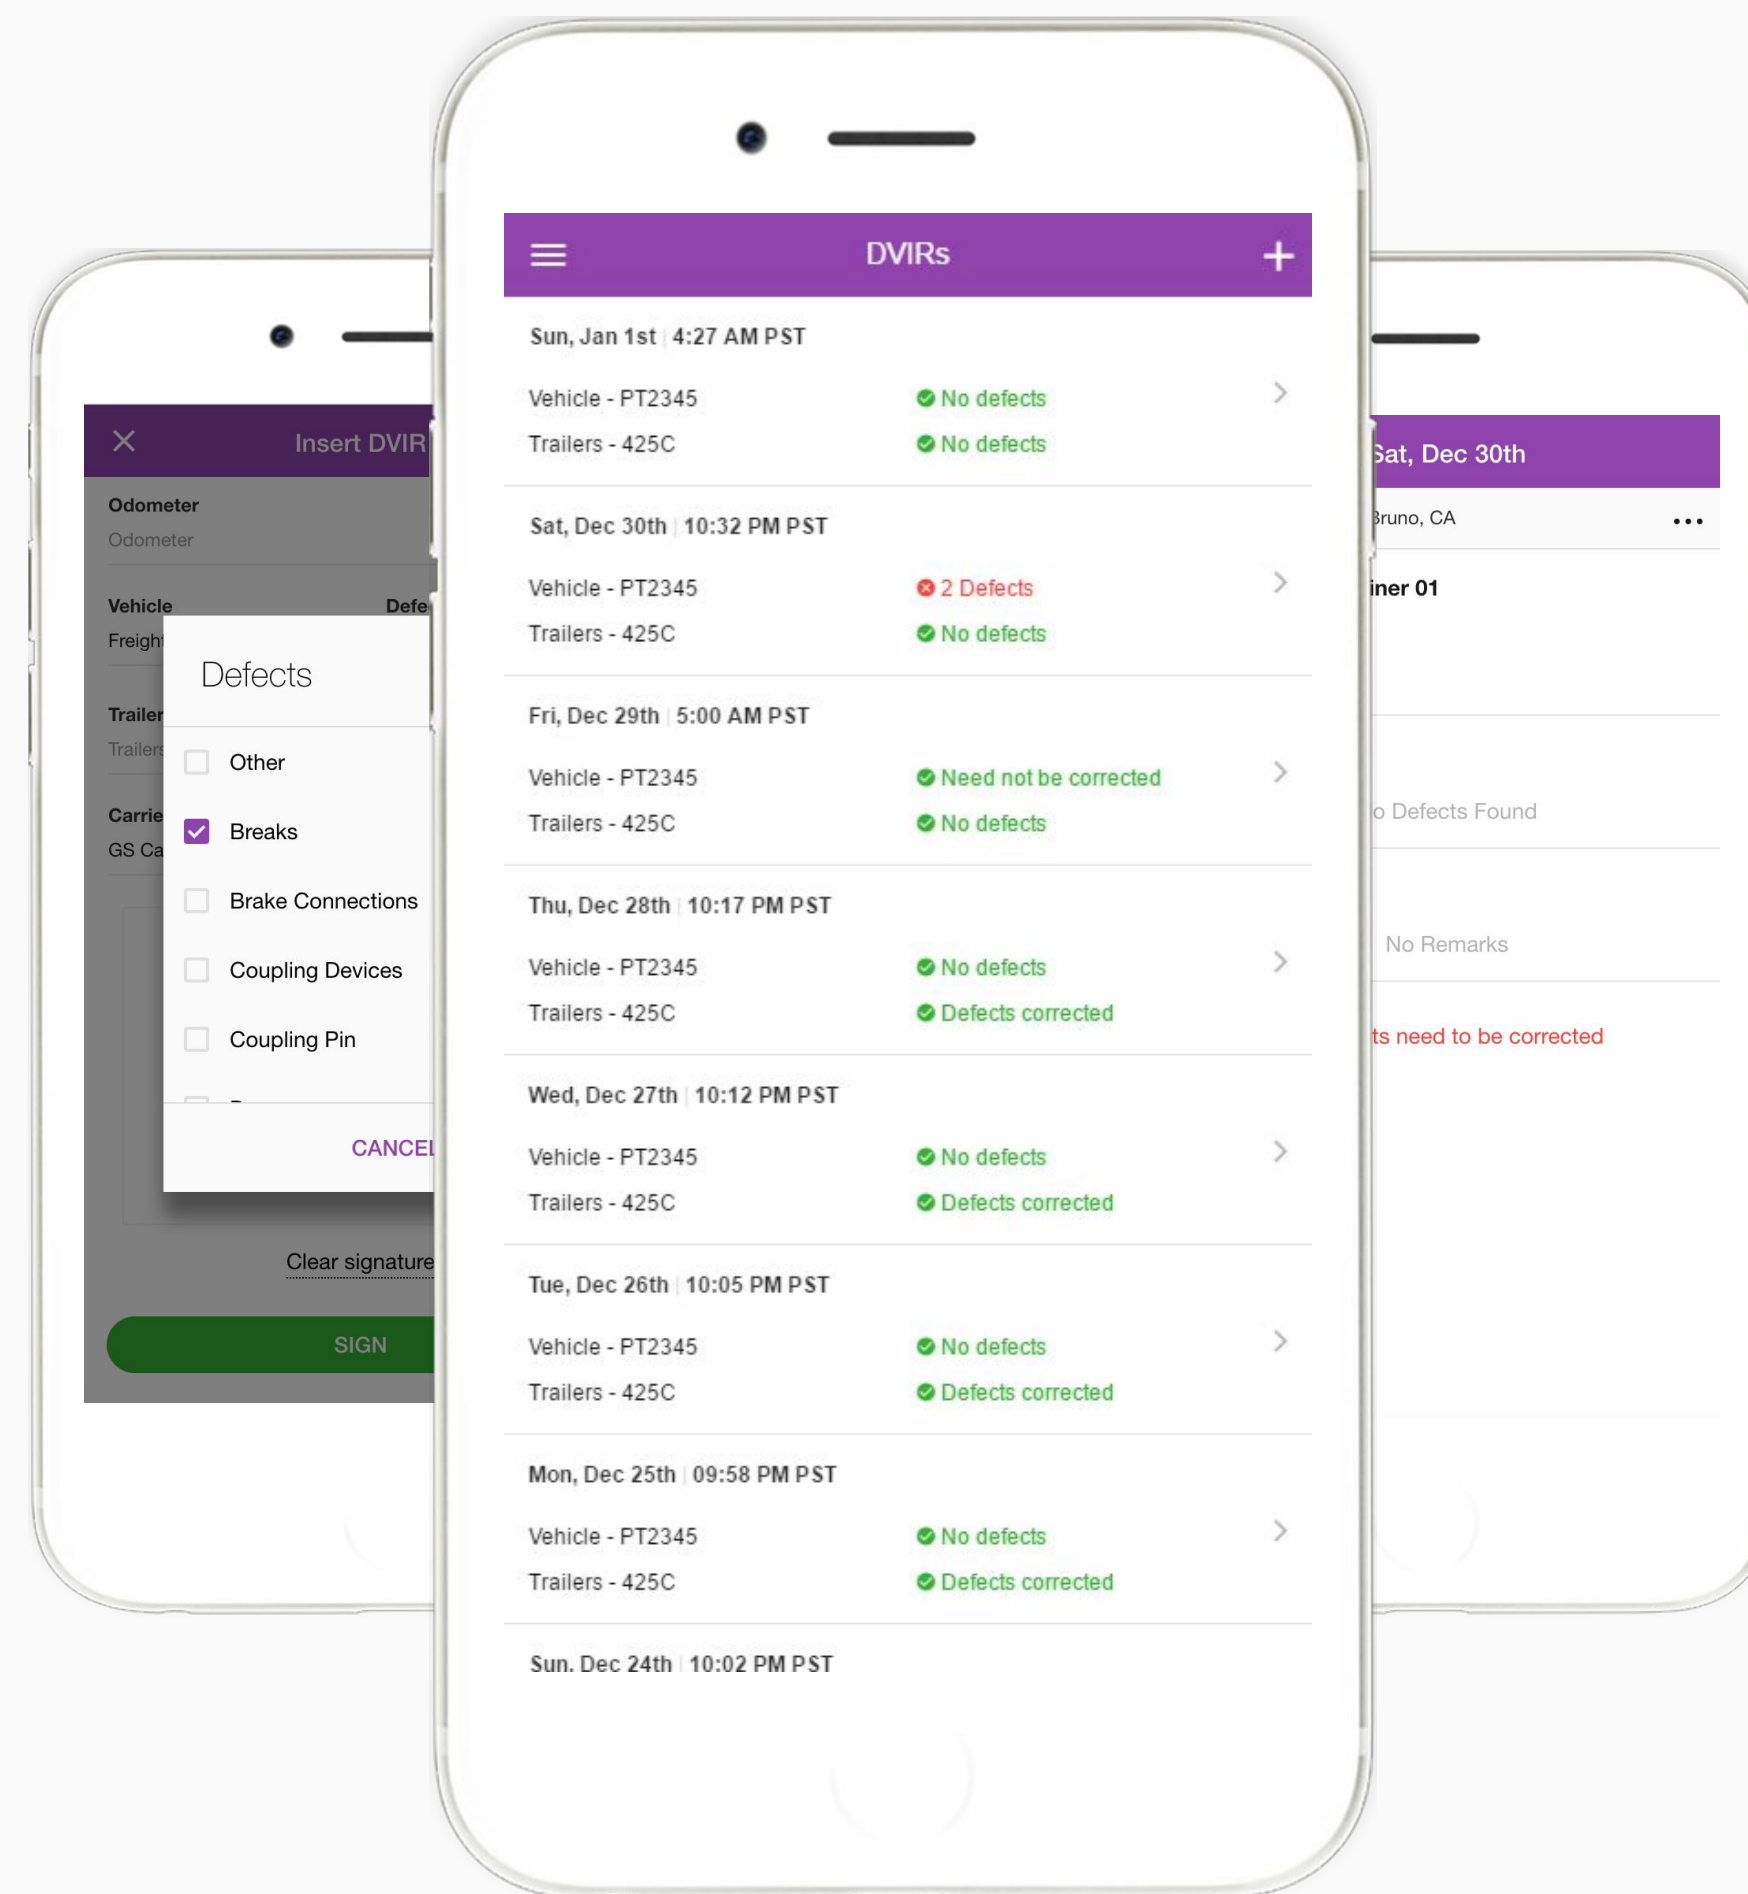 Insert DVIR
Odometer
Odometer
Vehicle
Trailer
Trailers
GS
Defects
Other
Breaks
Brake Connections
Coupling Devices
Coupling Pin
CANCEL
Clear signature
SIGN
DVIRs
Sun, Jan 1st | 4:27 AM PST
Vehicle - PT2345 No defects
Trailers - 425C No defects
Sat, Dec 30th | 10:32 PM PST
Vehicle - PT2345 2 Defects
Trailers - 425C No defects
Fri, Dec 29th | 5:00 AM PST
Vehicle - PT2345 Need not be corrected
Trailers - 425C No defects
Thu, Dec 28th | 10:17 PM PST
Vehicle - PT2345 No defects
Trailers - 425C Defects corrected
Wed, Dec 27th | 10:12 PM PST
Vehicle - PT2345 No defects
Trailers - 425C Defects corrected
Tue, Dec 26th | 10:05 PM PST
Vehicle - PT2345 No defects
Trailers - 425C Defects corrected
Mon, Dec 25th | 09:58 PM PST
Vehicle - PT2345 No defects
Trailers - 425C Defects corrected
Sun. Dec 24th | 10:02 PM PST
Sat, Dec 30th
Bruno, CA
01
Defects Found
No Remarks
need to be corrected